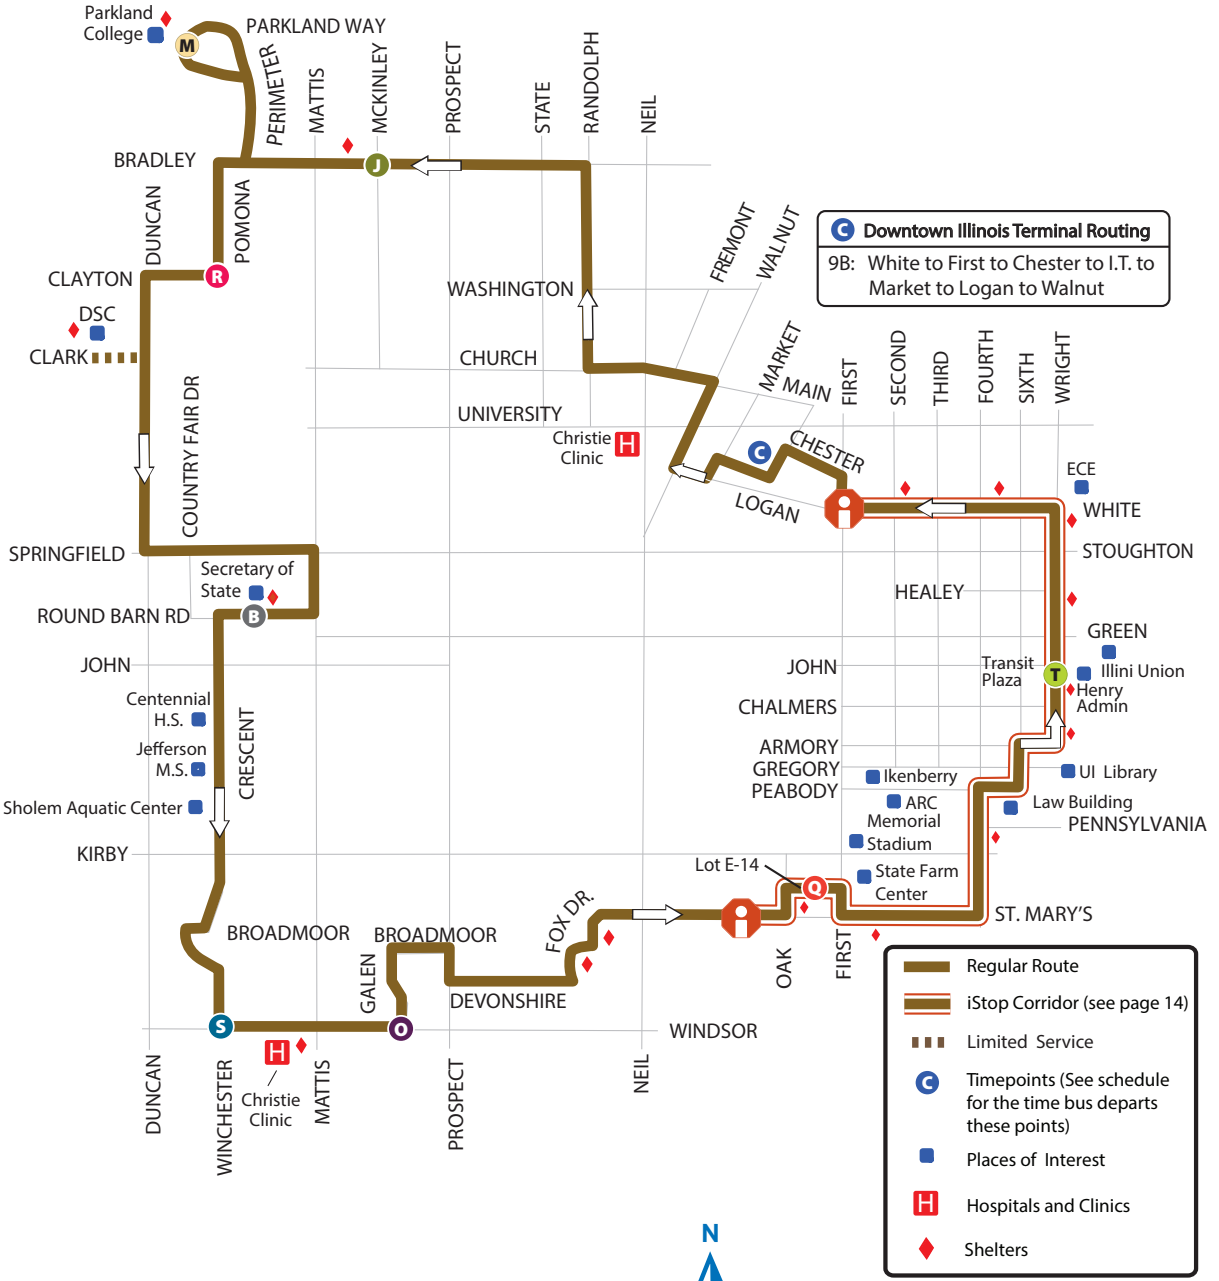 Parkland
College
M
PARKLAND WAY
PERIMETER
MATTIS
MCKINLEY
PROSPECT
STATE
RANDOLPH
NEIL
BRADLEY
J
DUNCAN
POMONA
CLAYTON
R
DSC
CLARK
COUNTRY FAIR DR
WASHINGTON
CHURCH
UNIVERSITY
Christie
Clinic
H
FREMONT
WALNUT
MARKET
MAIN
C Downtown Illinois Terminal Routing
9B: White to First to Chester to I.T. to
Market to Logan to Walnut
FIRST
SECOND
THIRD
FOURTH
SIXTH
WRIGHT
C
CHESTER
LOGAN
ECE
WHITE
STOUGHTON
SPRINGFIELD
Secretary of
State
B
ROUND BARN RD
HEALEY
GREEN
JOHN
JOHN
Transit
Plaza
T
Illini Union
Henry
Admin
CHALMERS
Centennial
H.S.
CRESCENT
Jefferson
M.S.
ARMORY
GREGORY
PEABODY
Ikenberry
UI Library
ARC
Law Building
Sholem Aquatic Center
Memorial
Stadium
PENNSYLVANIA
KIRBY
Lot E-14
Q
State Farm
Center
ST. MARY'S
FOX DR.
OAK
FIRST
BROADMOOR
BROADMOOR
GALEN
DEVONSHIRE
S
O
WINDSOR
H
Christie
Clinic
DUNCAN
WINCHESTER
MATTIS
PROSPECT
NEIL
Regular Route
iStop Corridor (see page 14)
Limited Service
C
Timepoints (See schedule
for the time bus departs
these points)
Places of Interest
H
Hospitals and Clinics
Shelters
N